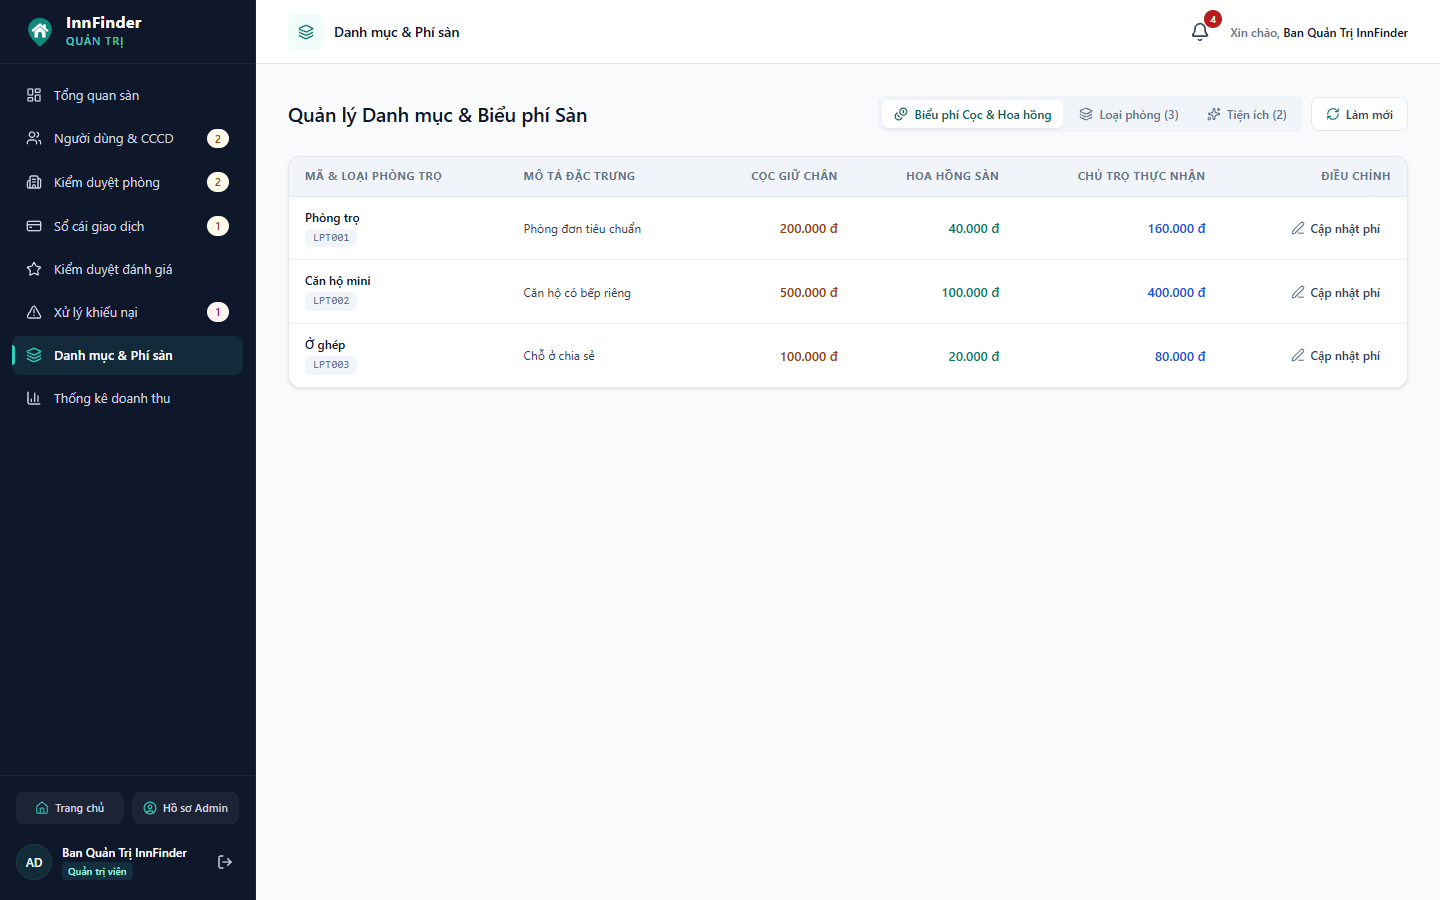 InnFinder
QUẢN TRỊ
Tổng quan sàn
Người dùng & CCCD 2
Kiểm duyệt phòng 2
Sổ cái giao dịch 1
Kiểm duyệt đánh giá
Xử lý khiếu nại 1
Danh mục & Phí sàn
Thống kê doanh thu
Trang chủ Hồ sơ Admin
AD Ban Quản Trị InnFinder
Quản trị viên
Danh mục & Phí sàn
4
Xin chào, Ban Quản Trị InnFinder
Quản lý Danh mục & Biểu phí Sàn
Biểu phí Cọc & Hoa hồng Loại phòng (3) Tiện ích (2) Làm mới
MÃ & LOẠI PHÒNG TRỌ MÔ TẢ ĐẶC TRƯNG CỌC GIỮ CHÂN HOA HỒNG SÀN CHỦ TRỌ THỰC NHẬN ĐIỀU CHỈNH
Phòng trọ
LPT001 Phòng đơn tiêu chuẩn 200.000 đ 40.000 đ 160.000 đ Cập nhật phí
Căn hộ mini
LPT002 Căn hộ có bếp riêng 500.000 đ 100.000 đ 400.000 đ Cập nhật phí
Ở ghép
LPT003 Chỗ ở chia sẻ 100.000 đ 20.000 đ 80.000 đ Cập nhật phí